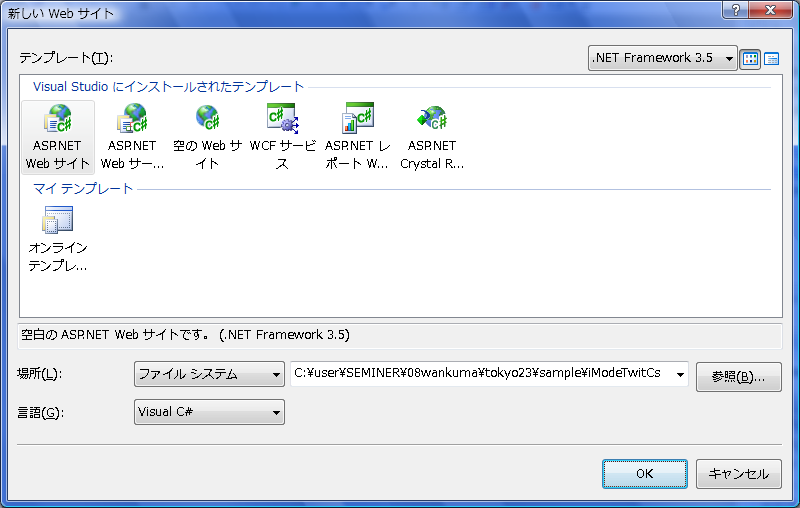 新しい Web サイト
テンプレート(T):
.NET Framework 3.5
Visual Studio にインストールされたテンプレート
ASP.NET
Web サイト
ASP.NET
Web サー...
空の Web サ
イト
WCF サービ
ス
ASP.NET レ
ポート W...
ASP.NET
Crystal R...
マイ テンプレート
オンライン
テンプレ...
空白の ASP.NET Web サイトです。 (.NET Framework 3.5)
場所(L):
ファイル システム
C:¥user¥SEMINER¥08wankuma¥tokyo23¥sample¥iModeTwitCs
参照(B)...
言語(G):
Visual C#
OK
キャンセル